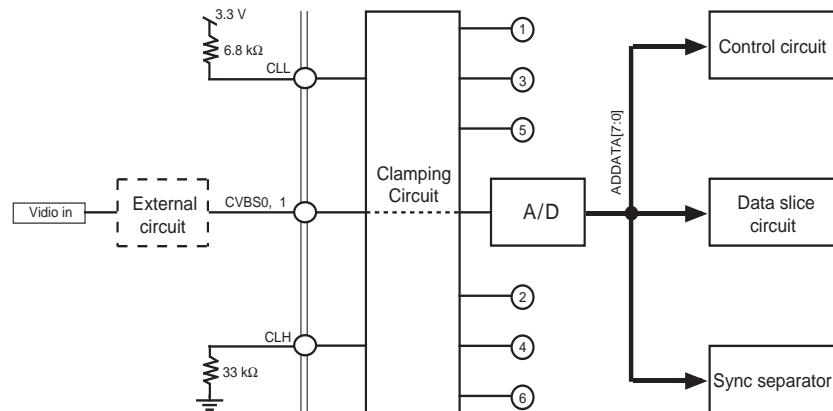 3.3 V
6.8 kΩ
CLL
1
3
5
Control circuit
ADDATA[7:0]
Clamping
Circuit
Vidio in
External
circuit
CVBS0, 1
A/D
Data slice
circuit
2
CLH
4
33 kΩ
6
Sync separator